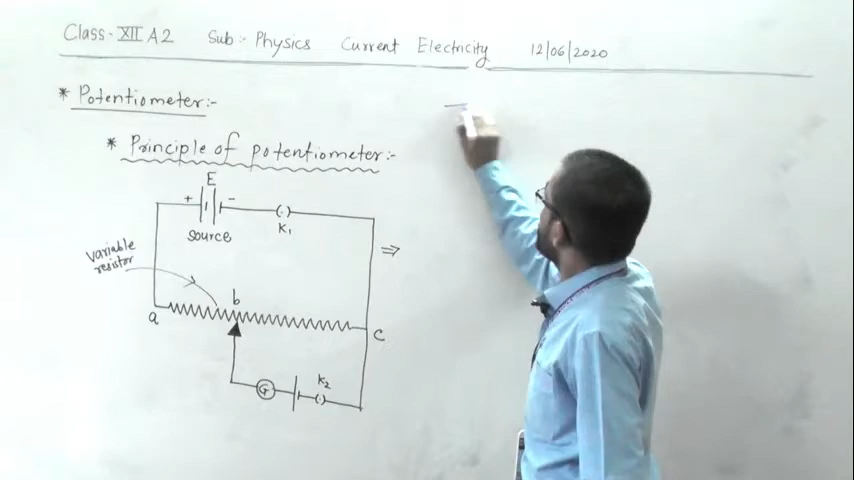 Class - XII A2 Sub:- Physics Current Electricity 12/06/2020
* Potentiometer:-
* Principle of potentiometer:-
E
+ -
source
K₁
variable
resistor
⇒
b
a
c
G
K₂